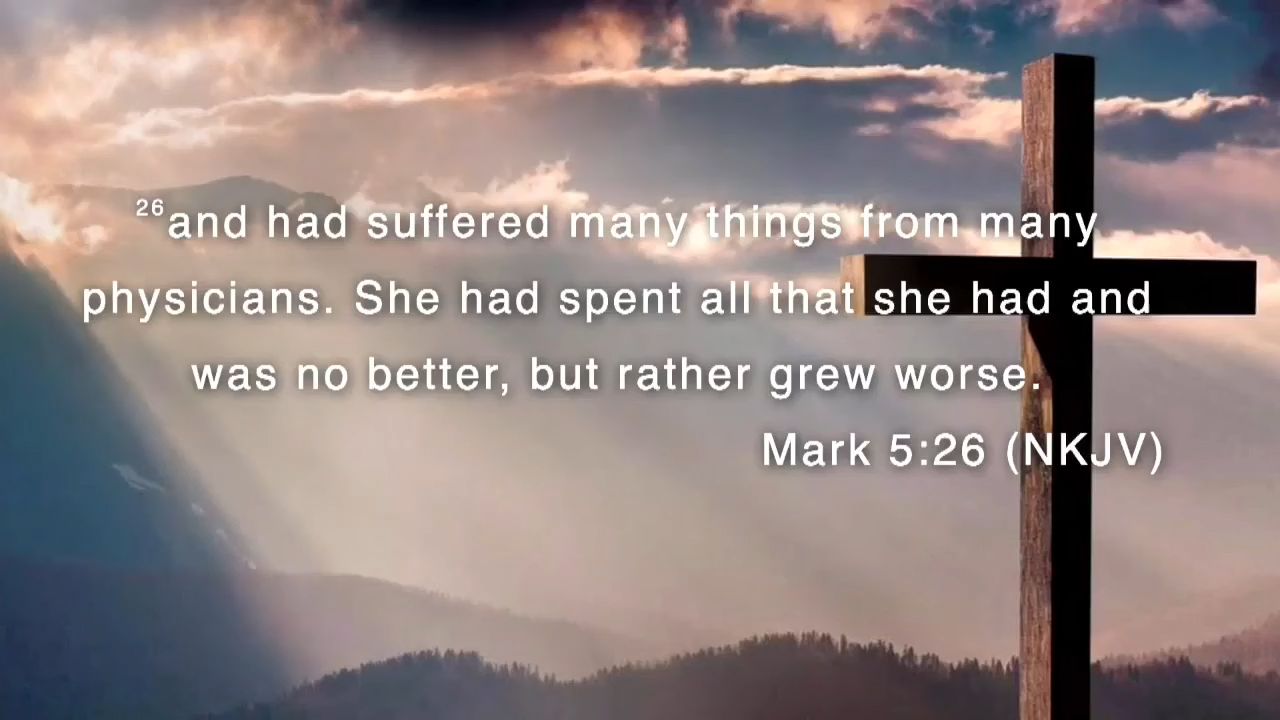 26and had suffered many things from many
physicians. She had spent all that she had and
was no better, but rather grew worse.
Mark 5:26 (NKJV)